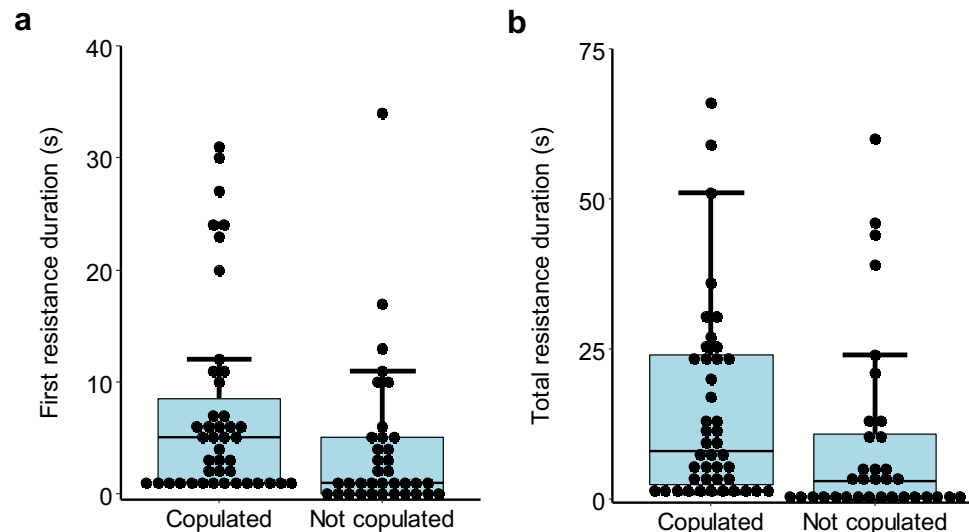 a
40
30
20
10
0
First resistance duration (s)
Copulated
Not copulated
b
75
50
25
0
Total resistance duration (s)
Copulated
Not copulated